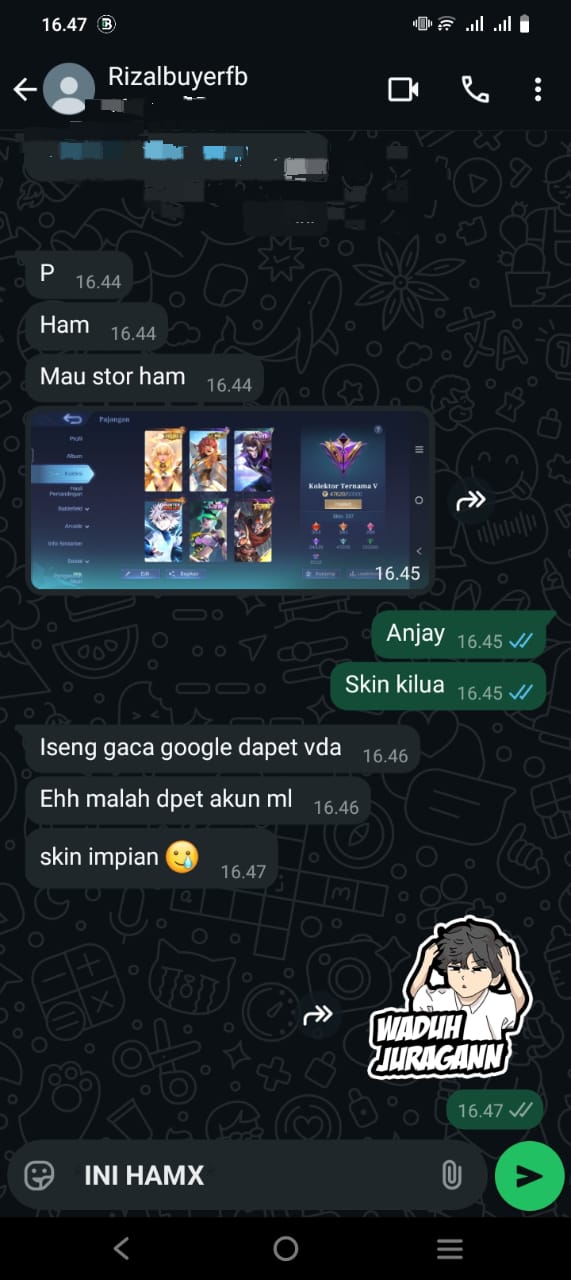 16.47
Rizalbuyerfb
P 16.44
Ham 16.44
Mau stor ham 16.44
Pajangan
Profil
Album
Koleksi
Hasil
Pertandingan
Battlefield
Arcade
Kolektor Ternama V
Edit
Bagikan
16.45
Anjay 16.45
Skin kilua 16.45
Iseng gaca google dapet vda 16.46
Ehh malah dpet akun ml 16.46
skin impian 🥲 16.47
WADUH
JURAGANN
16.47
INI HAMX